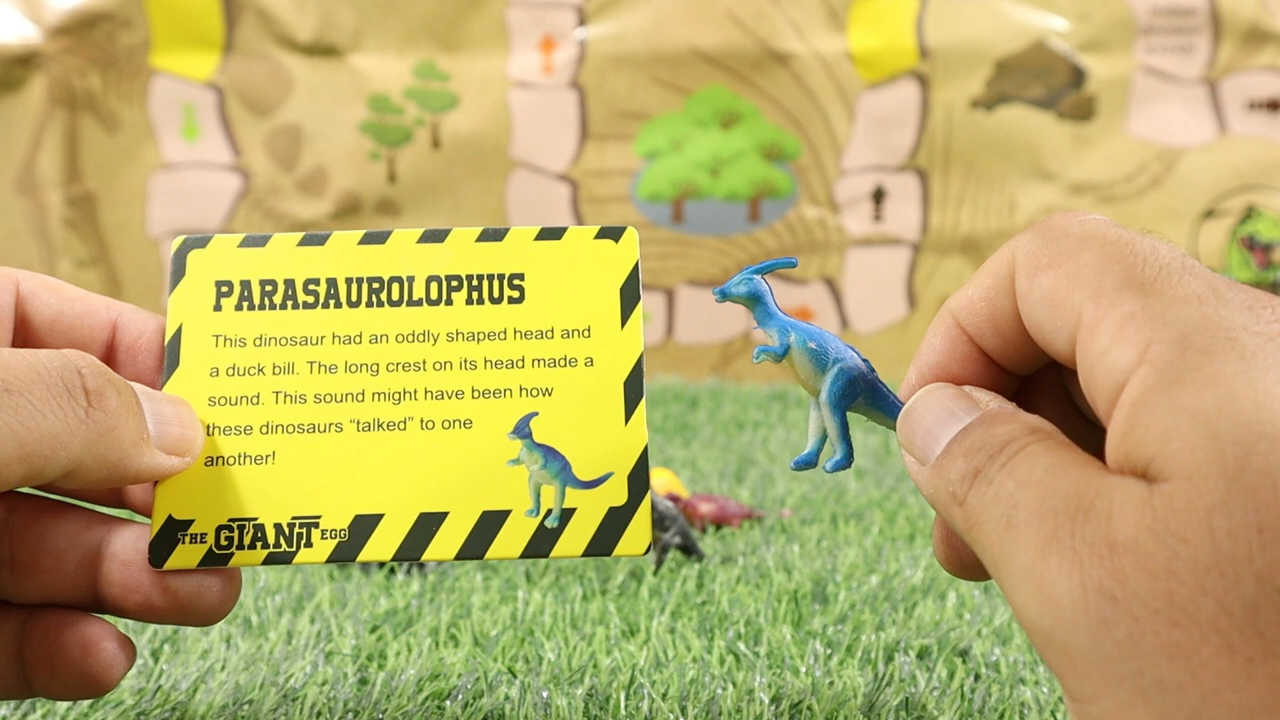 PARASAUROLOPHUS
This dinosaur had an oddly shaped head and
a duck bill. The long crest on its head made a
sound. This sound might have been how
these dinosaurs “talked” to one
another!
THE GIANT EGG